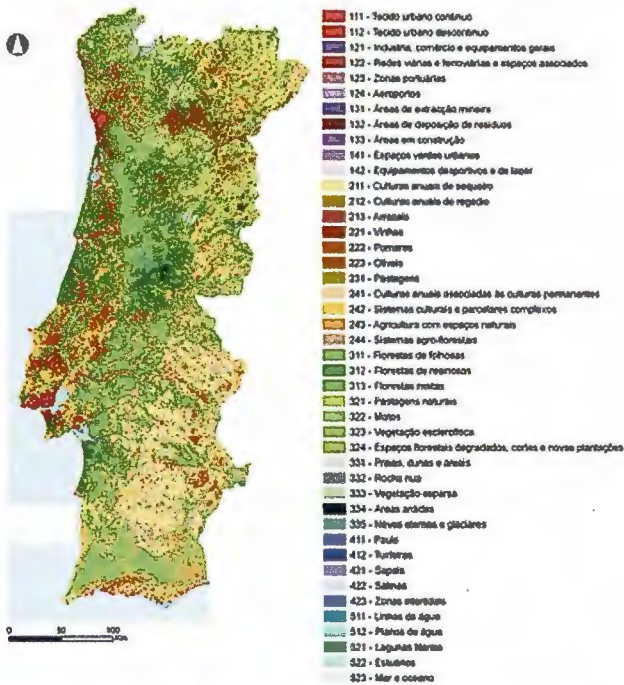 111 - Tecido urbano contínuo
112 - Tecido urbano descontínuo
121 - Indústria, comércio e equipamentos gerais
122 - Redes viárias e ferroviárias e espaços associados
123 - Zonas portuárias
124 - Aeroportos
131 - Áreas de extracção mineira
132 - Áreas de deposição de resíduos
133 - Áreas em construção
141 - Espaços verdes urbanos
142 - Equipamentos desportivos e de lazer
211 - Culturas anuais de sequeiro
212 - Culturas anuais de regadio
213 - Arrozais
221 - Vinhas
222 - Pomares
223 - Olivais
231 - Pastagens
241 - Culturas anuais associadas às culturas permanentes
242 - Sistemas culturais e parcelares complexos
243 - Agricultura com espaços naturais
244 - Sistemas agro-florestais
311 - Florestas de folhosas
312 - Florestas de resinosas
313 - Florestas mistas
321 - Pastagens naturais
322 - Matos
323 - Vegetação esclerofítica
324 - Espaços florestais degradados, cortes e novas plantações
331 - Praias, dunas e areais
332 - Rocha nua
333 - Vegetação esparsa
334 - Áreas ardidas
335 - Neves eternas e glaciares
411 - Paúis
412 - Turfeiras
421 - Sapais
422 - Salinas
423 - Zonas intertidais
511 - Linhas de água
512 - Planos de água
521 - Lagunas litorais
522 - Estuários
523 - Mar e oceano
0 50 100